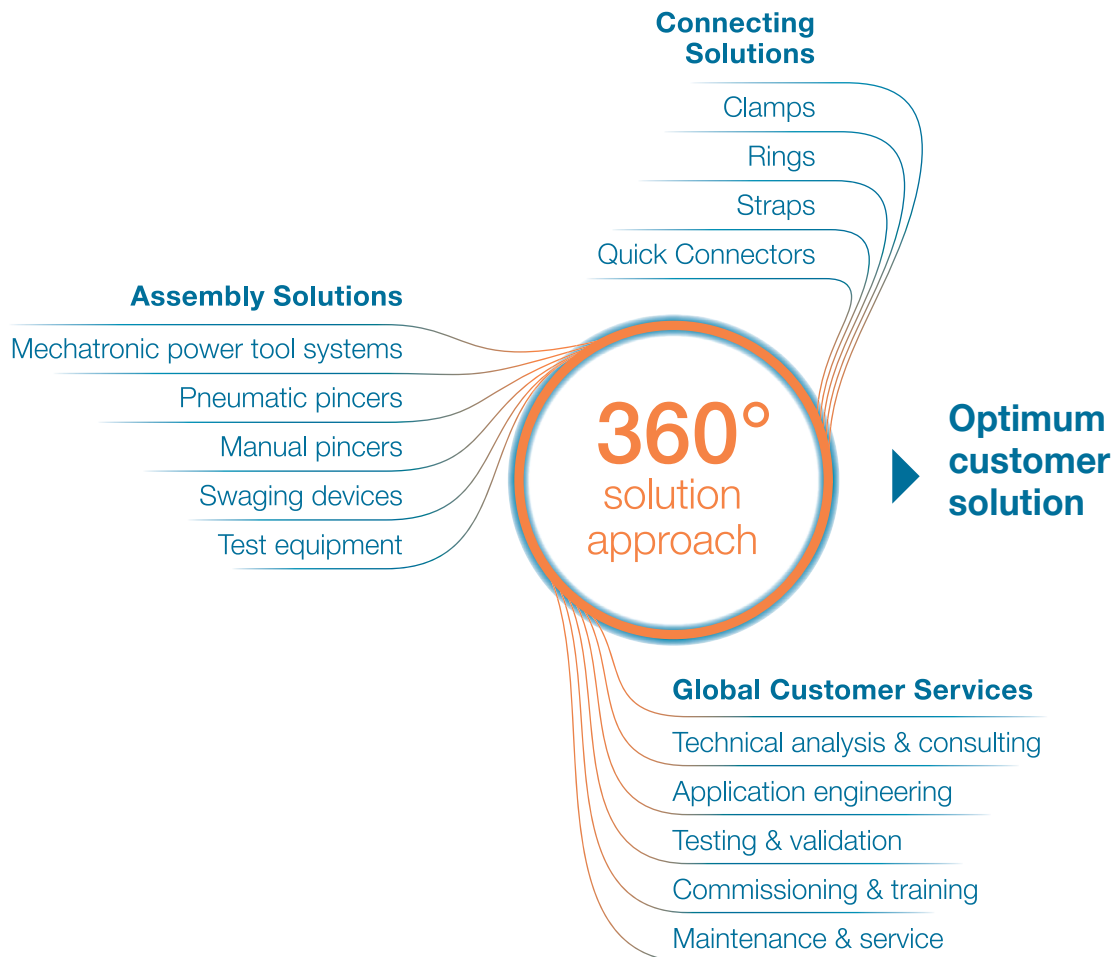 Connecting
Solutions
Clamps
Rings
Straps
Quick Connectors
Assembly Solutions
Mechatronic power tool systems
Pneumatic pincers
Manual pincers
Swaging devices
Test equipment
360°
solution
approach
Optimum
customer
solution
Global Customer Services
Technical analysis & consulting
Application engineering
Testing & validation
Commissioning & training
Maintenance & service